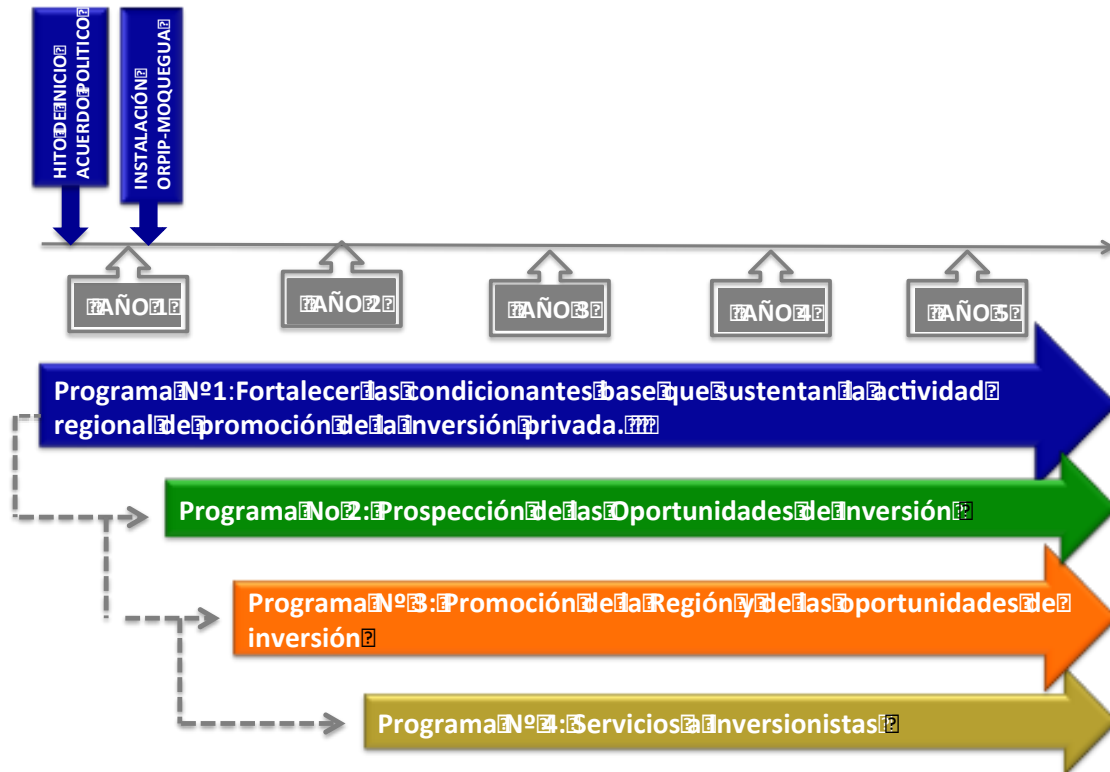 HITO DE INICIO
ACUERDO POLITICO
INSTALACIÓN
ORPIP-MOQUEGUA
AÑO 1
AÑO 2
AÑO 3
AÑO 4
AÑO 5
Programa Nº1:Fortalecer las condicionantes base que sustentan la actividad
regional de promoción de la inversión privada.
Programa No 2: Prospección de las Oportunidades de Inversión
Programa Nº 3: Promoción de la Región y de las oportunidades de
inversión
Programa Nº 4: Servicios a Inversionistas